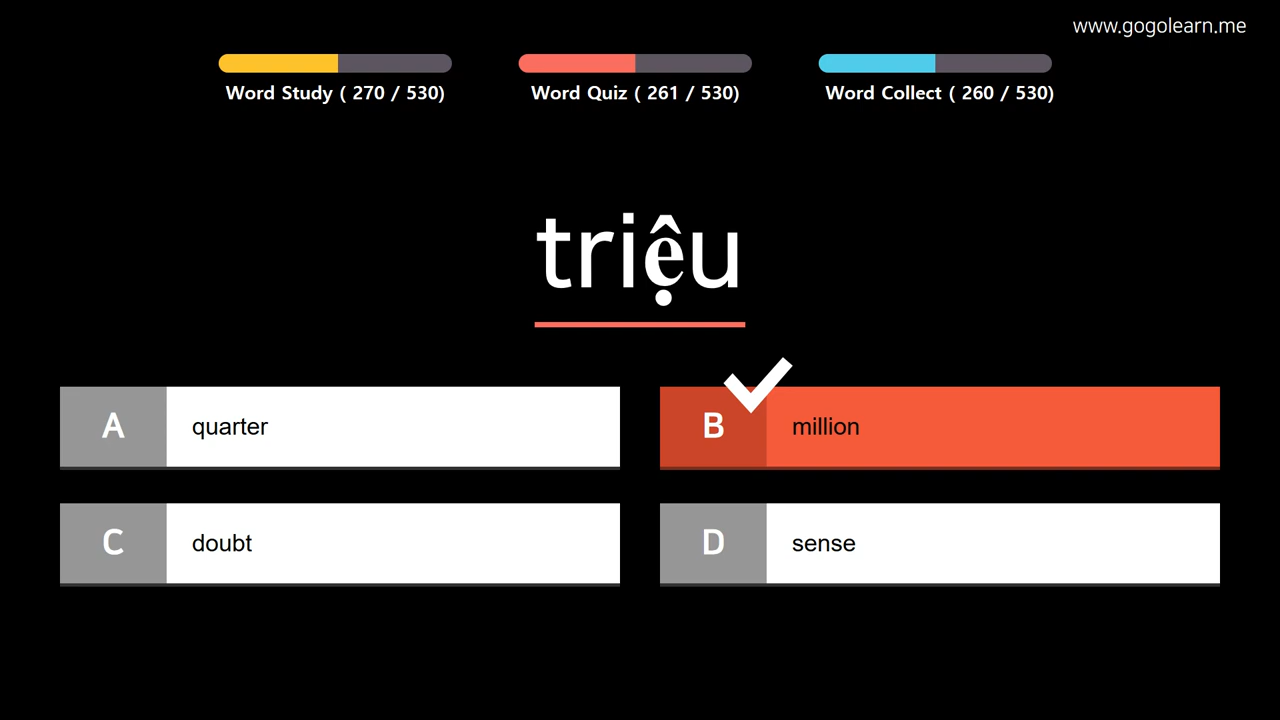 www.gogolearn.me
Word Study ( 270 / 530)
Word Quiz ( 261 / 530)
Word Collect ( 260 / 530)
triệu
A quarter
B million
C doubt
D sense